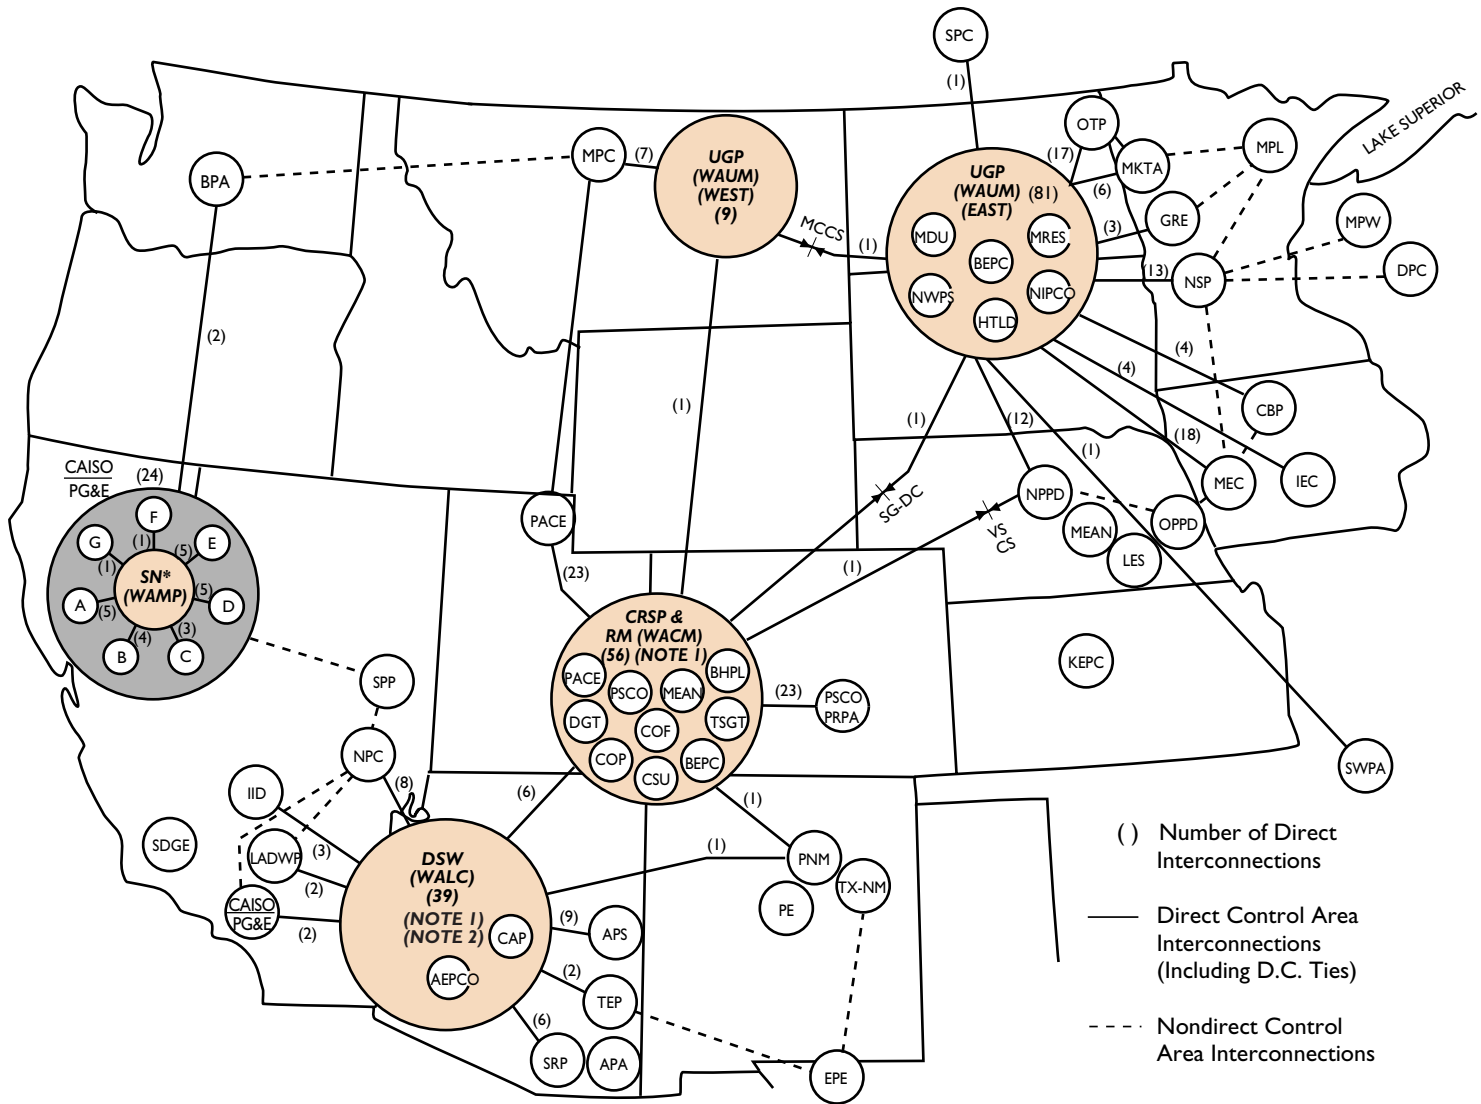 SPC
(1)
LAKE SUPERIOR
OTP
(17)
MKTA
(6)
MPL
GRE
(3)
MPW
DPC
(13)
NSP
BPA
MPC
(7)
UGP
(WAUM)
(WEST)
(9)
MCCS
(1)
UGP
(WAUM) (81)
(EAST)
MDU
MRES
BEPC
NWPS
NIPCO
HTLD
(2)
(1)
(1)
(12)
(4)
(4)
(18)
(1)
CBP
MEC
IEC
NPPD
OPPD
MEAN
LES
SG-DC
VS
CS
(1)
CAISO
PG&E
(24)
F
G
E
(1)
(1)
(5)
SN*
(WAMP)
A
(5)
(5)
D
(4)
(3)
B
C
PACE
(23)
CRSP &
RM (WACM)
(56) (NOTE 1)
PACE
PSCO
MEAN
BHPL
DGT
COF
TSGT
COP
CSU
BEPC
(23)
PSCO
PRPA
KEPC
SWPA
SPP
NPC
(8)
IID
(3)
SDGE
LADWP
(2)
CAISO
PG&E
(2)
(6)
(1)
(1)
PNM
TX-NM
PE
DSW
(WALC)
(39)
(NOTE 1)
(NOTE 2)
CAP
AEPCO
(9)
APS
(2)
TEP
(6)
SRP
APA
EPE
( ) Number of Direct
Interconnections
Direct Control Area
Interconnections
(Including D.C. Ties)
Nondirect Control
Area Interconnections